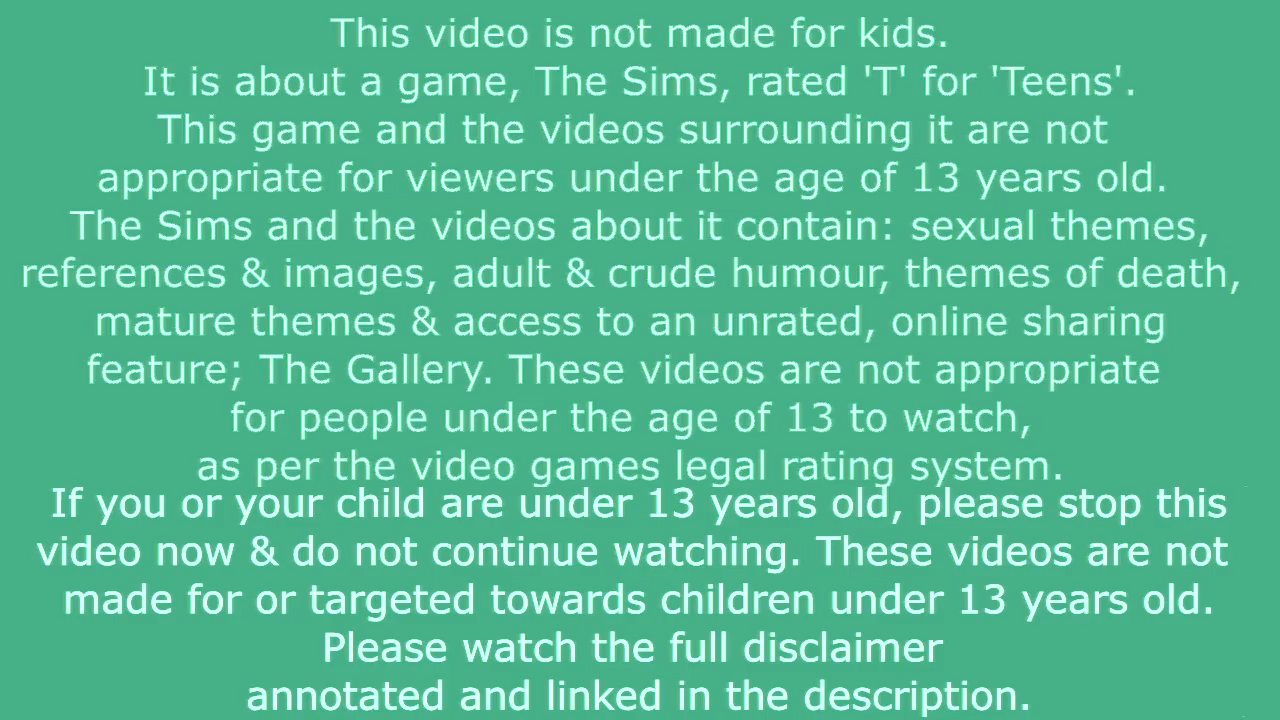 This video is not made for kids.
It is about a game, The Sims, rated 'T' for 'Teens'.
This game and the videos surrounding it are not
appropriate for viewers under the age of 13 years old.
The Sims and the videos about it contain: sexual themes,
references & images, adult & crude humour, themes of death,
mature themes & access to an unrated, online sharing
feature; The Gallery. These videos are not appropriate
for people under the age of 13 to watch,
as per the video games legal rating system.
If you or your child are under 13 years old, please stop this
video now & do not continue watching. These videos are not
made for or targeted towards children under 13 years old.
Please watch the full disclaimer
annotated and linked in the description.